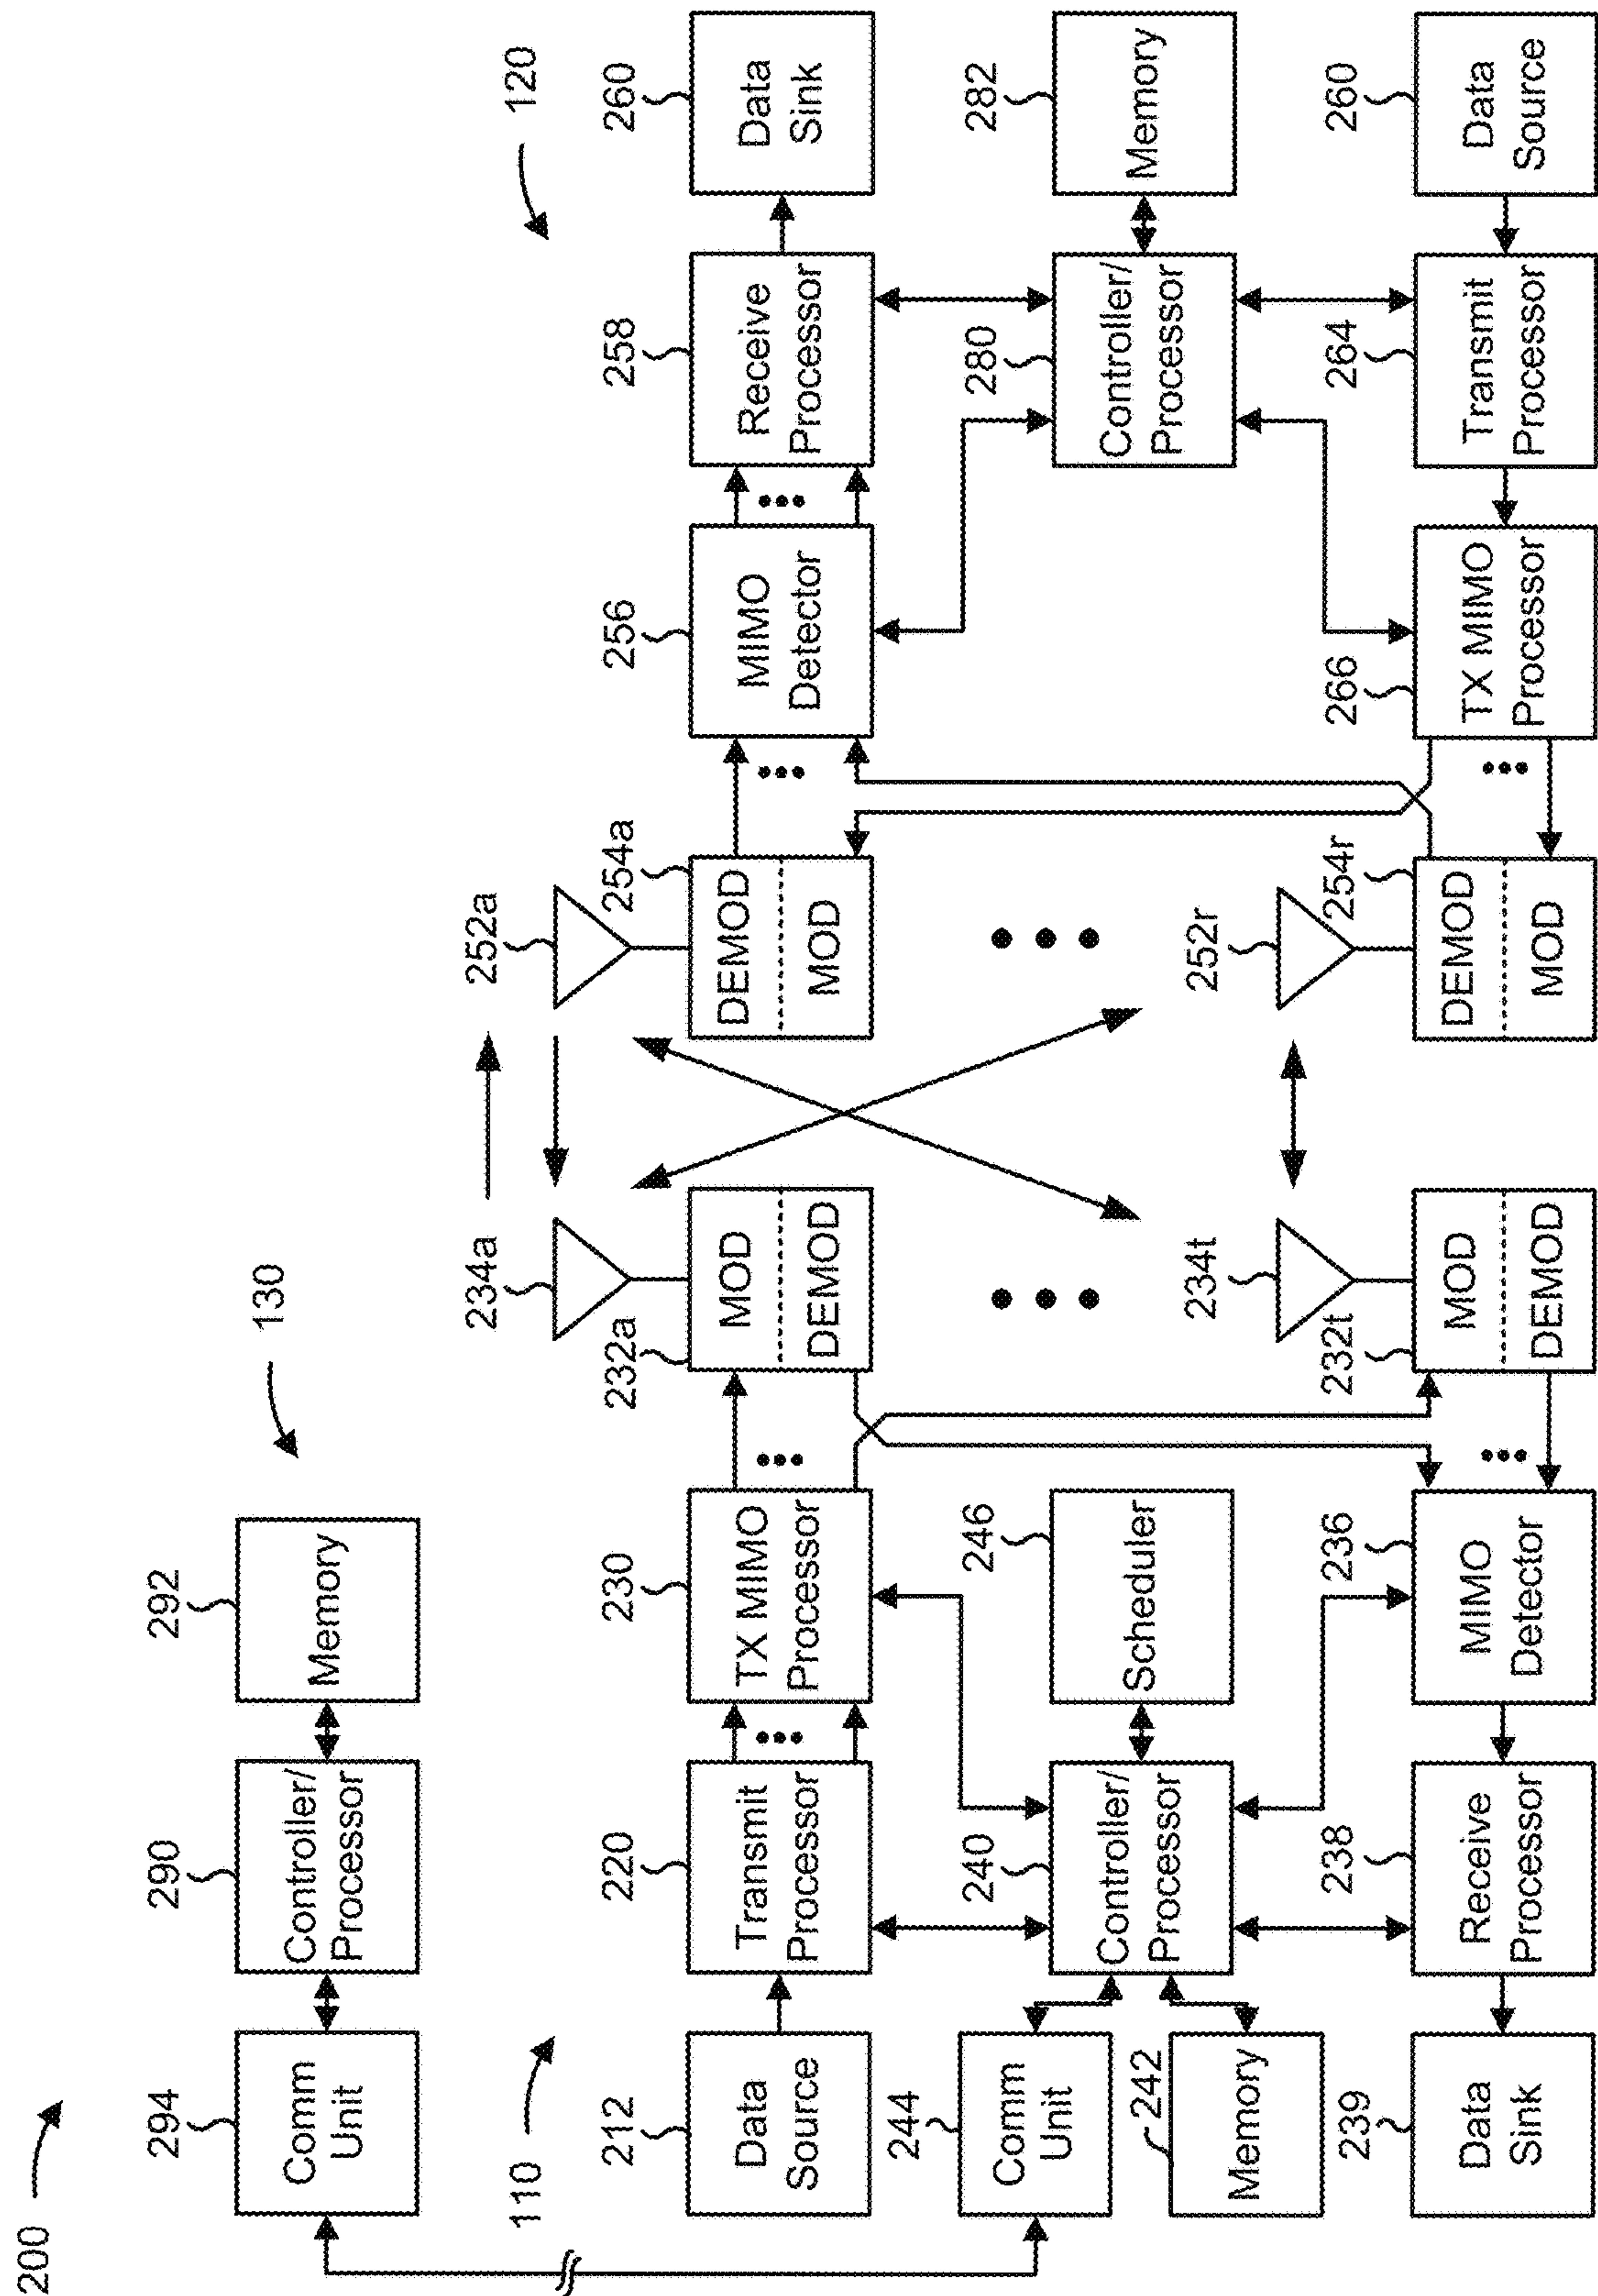 200
294
290
292
130
Comm
Unit
Controller/
Processor
Memory
110
234a
252a
120
212
220
230
232a
254a
256
258
260
Data
Source
Transmit
Processor
TX MIMO
Processor
MOD
DEMOD
DEMOD
MOD
MIMO
Detector
Receive
Processor
Data
Sink
244
240
246
280
282
Comm
Unit
Controller/
Processor
Scheduler
Controller/
Processor
Memory
242
Memory
234t
252r
239
238
236
232t
254r
266
264
260
Data
Sink
Receive
Processor
MIMO
Detector
MOD
DEMOD
DEMOD
MOD
TX MIMO
Processor
Transmit
Processor
Data
Source